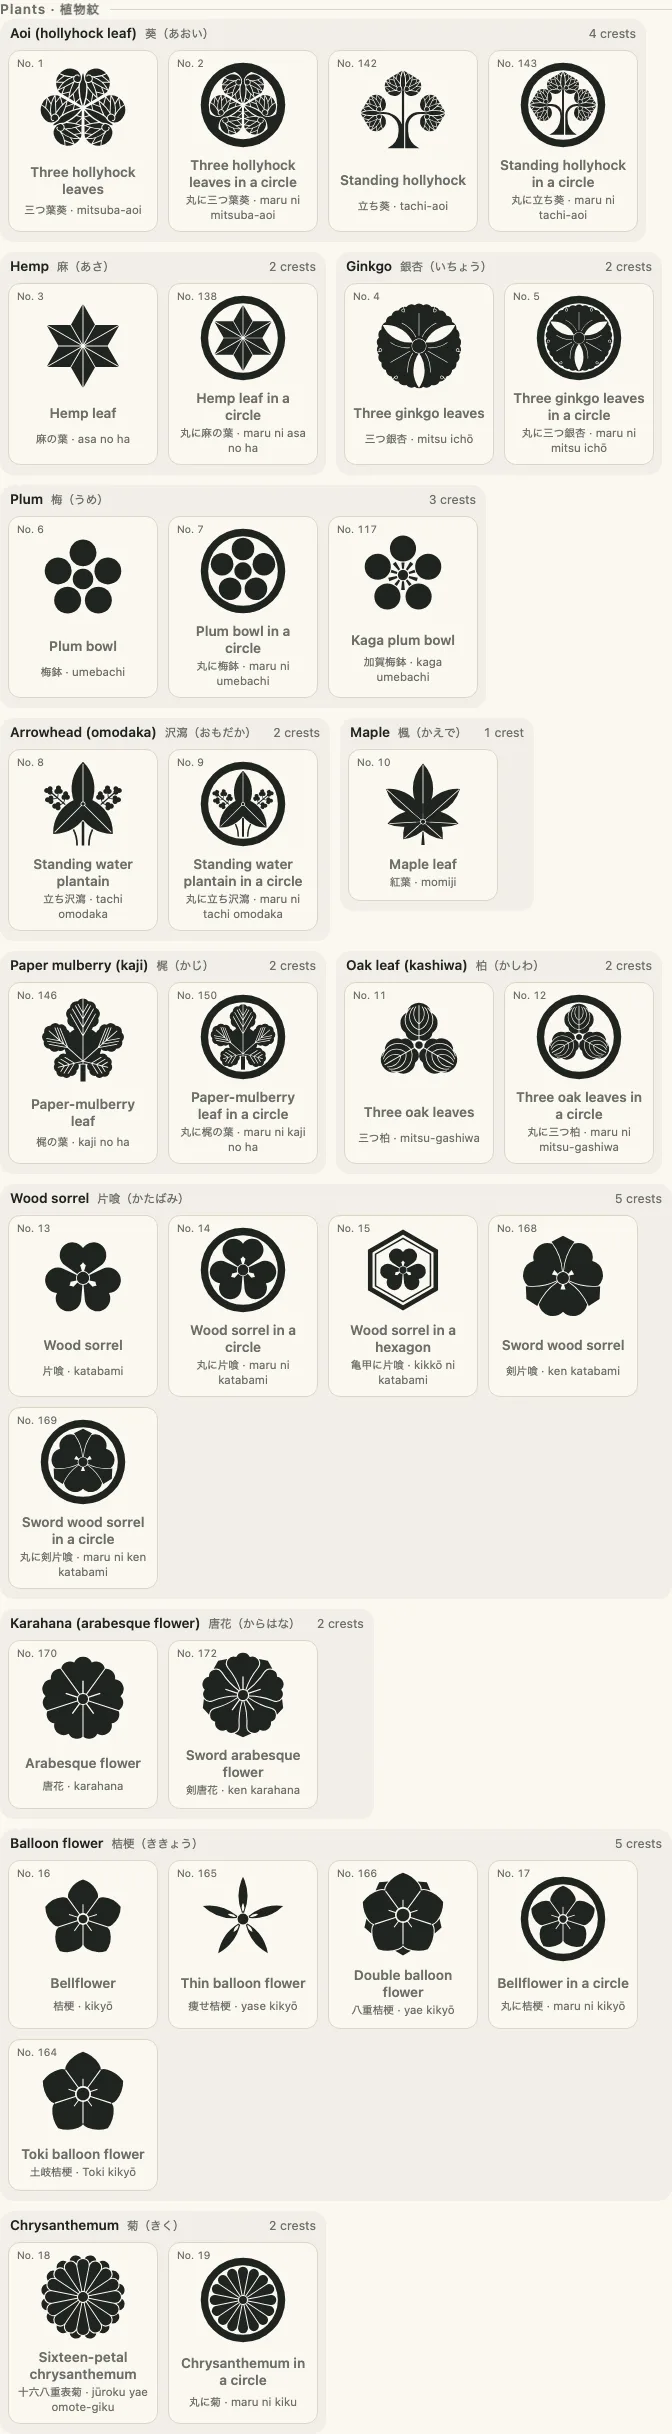 Plants · 植物紋
Aoi (hollyhock leaf) 葵（あおい） 4 crests
No. 1
Three hollyhock
leaves
三つ葉葵 · mitsuba-aoi
No. 2
Three hollyhock
leaves in a circle
丸に三つ葉葵 · maru ni
mitsuba-aoi
No. 142
Standing hollyhock
立ち葵 · tachi-aoi
No. 143
Standing hollyhock
in a circle
丸に立ち葵 · maru ni
tachi-aoi
Hemp 麻（あさ） 2 crests
No. 3
Hemp leaf
麻の葉 · asa no ha
No. 138
Hemp leaf in a
circle
丸に麻の葉 · maru ni asa
no ha
Ginkgo 銀杏（いちょう） 2 crests
No. 4
Three ginkgo leaves
三つ銀杏 · mitsu ichō
No. 5
Three ginkgo leaves
in a circle
丸に三つ銀杏 · maru ni
mitsu ichō
Plum 梅（うめ） 3 crests
No. 6
Plum bowl
梅鉢 · umebachi
No. 7
Plum bowl in a
circle
丸に梅鉢 · maru ni
umebachi
No. 117
Kaga plum bowl
加賀梅鉢 · kaga
umebachi
Arrowhead (omodaka) 沢瀉（おもだか） 2 crests
No. 8
Standing water
plantain
立ち沢瀉 · tachi
omodaka
No. 9
Standing water
plantain in a circle
丸に立ち沢瀉 · maru ni
tachi omodaka
Maple 楓（かえで） 1 crest
No. 10
Maple leaf
紅葉 · momiji
Paper mulberry (kaji) 梶（かじ） 2 crests
No. 146
Paper-mulberry
leaf
梶の葉 · kaji no ha
No. 150
Paper-mulberry
leaf in a circle
丸に梶の葉 · maru ni kaji
no ha
Oak leaf (kashiwa) 柏（かしわ） 2 crests
No. 11
Three oak leaves
三つ柏 · mitsu-gashiwa
No. 12
Three oak leaves in
a circle
丸に三つ柏 · maru ni
mitsu-gashiwa
Wood sorrel 片喰（かたばみ） 5 crests
No. 13
Wood sorrel
片喰 · katabami
No. 14
Wood sorrel in a
circle
丸に片喰 · maru ni
katabami
No. 15
Wood sorrel in a
hexagon
亀甲に片喰 · kikkō ni
katabami
No. 168
Sword wood sorrel
剣片喰 · ken katabami
No. 169
Sword wood sorrel
in a circle
丸に剣片喰 · maru ni ken
katabami
Karahana (arabesque flower) 唐花（からはな） 2 crests
No. 170
Arabesque flower
唐花 · karahana
No. 172
Sword arabesque
flower
剣唐花 · ken karahana
Balloon flower 桔梗（ききょう） 5 crests
No. 16
Bellflower
桔梗 · kikyō
No. 165
Thin balloon flower
痩せ桔梗 · yase kikyō
No. 166
Double balloon
flower
八重桔梗 · yae kikyō
No. 17
Bellflower in a circle
丸に桔梗 · maru ni kikyō
No. 164
Toki balloon flower
土岐桔梗 · Toki kikyō
Chrysanthemum 菊（きく） 2 crests
No. 18
Sixteen-petal
chrysanthemum
十六八重表菊 · jūroku yae
omote-giku
No. 19
Chrysanthemum in
a circle
丸に菊 · maru ni kiku